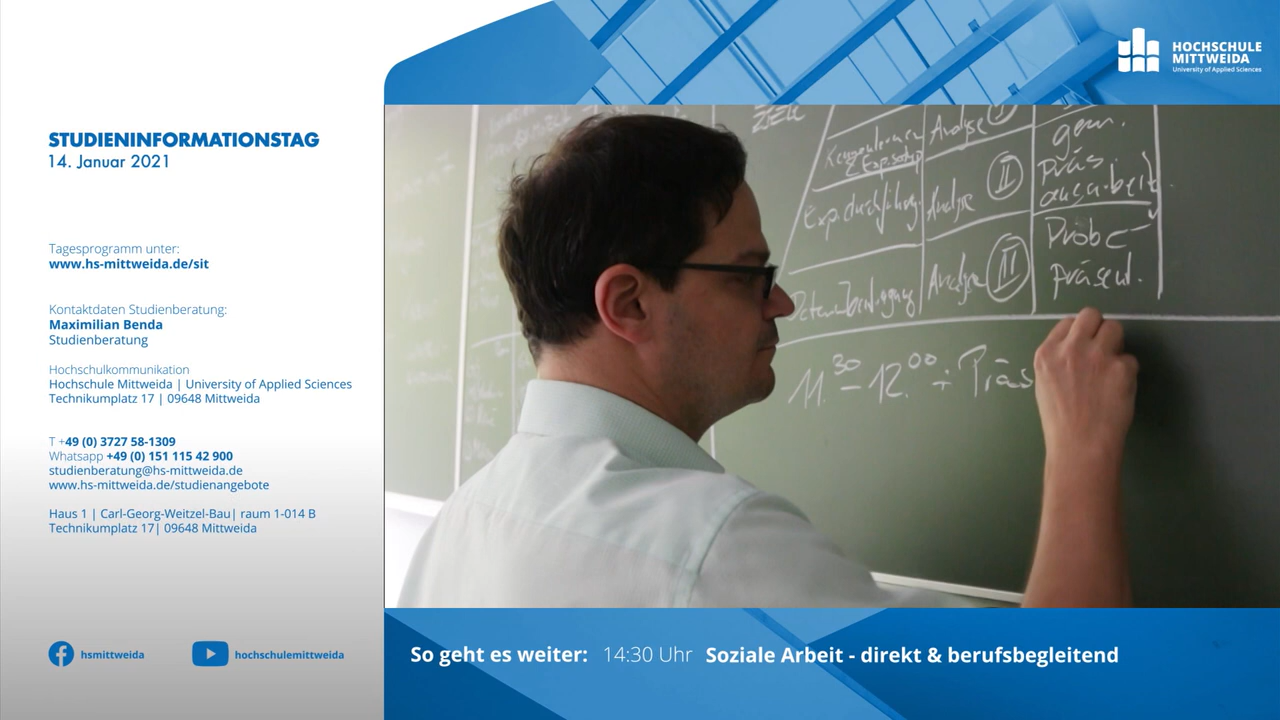 STUDIENINFORMATIONSTAG
14. Januar 2021
Tagesprogramm unter:
www.hs-mittweida.de/sit
Kontaktdaten Studienberatung:
Maximilian Benda
Studienberatung
Hochschulkommunikation
Hochschule Mittweida | University of Applied Sciences
Technikumplatz 17 | 09648 Mittweida
T +49 (0) 3727 58-1309
Whatsapp +49 (0) 151 115 42 900
studienberatung@hs-mittweida.de
www.hs-mittweida.de/studienangebote
Haus 1 | Carl-Georg-Weitzel-Bau| raum 1-014 B
Technikumplatz 17| 09648 Mittweida
hsmittweida
hochschulemittweida
HOCHSCHULE
MITTWEIDA
University of Applied Sciences
Kennenlernen
Analyse I
gem.
Präs
ausarbeit.
Exp.durchführung
Analyse II
Probe-
präsent.
Analyse III
11.30 - 12.00 : Präs
So geht es weiter: 14:30 Uhr Soziale Arbeit - direkt & berufsbegleitend